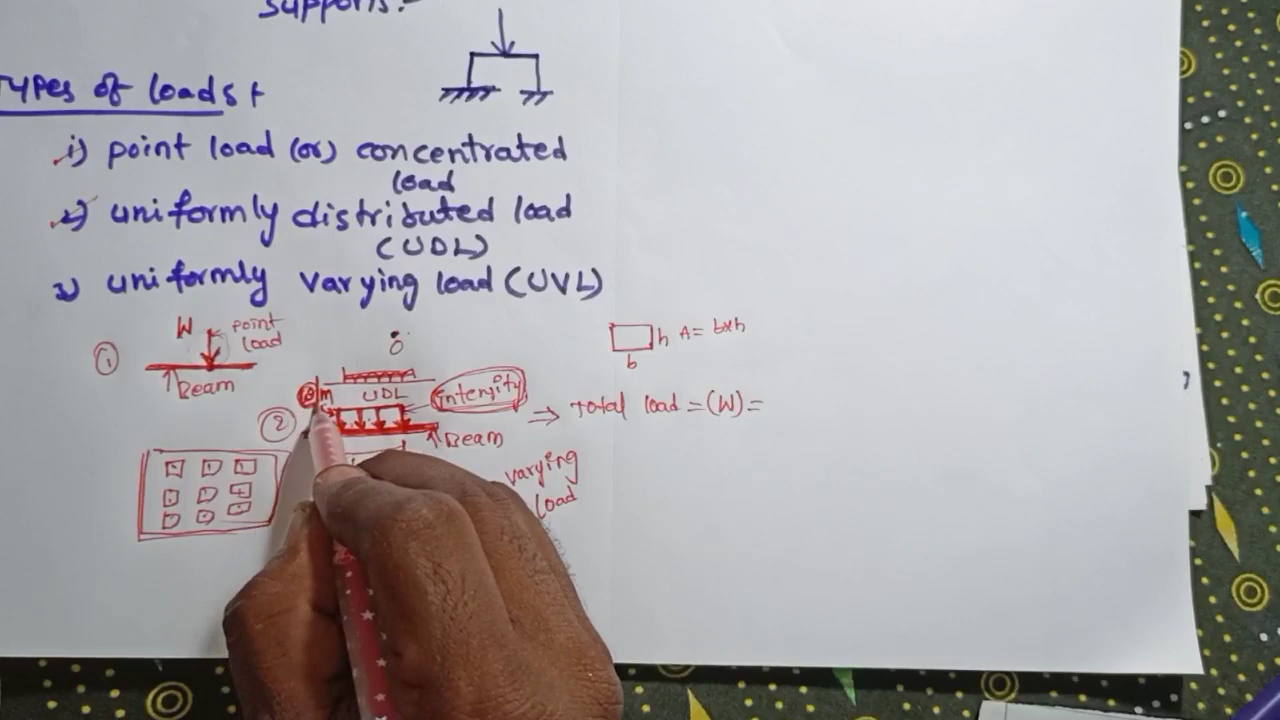 supports:-
Types of loads :-
i) point load (or) concentrated
load
2) uniformly distributed load
(UDL)
3) uniformly varying load (UVL)
W point
load
①
Beam
UDL
intensity
②
Beam
varying
load
h A = bxh
b
⇒ Total load = (W) =